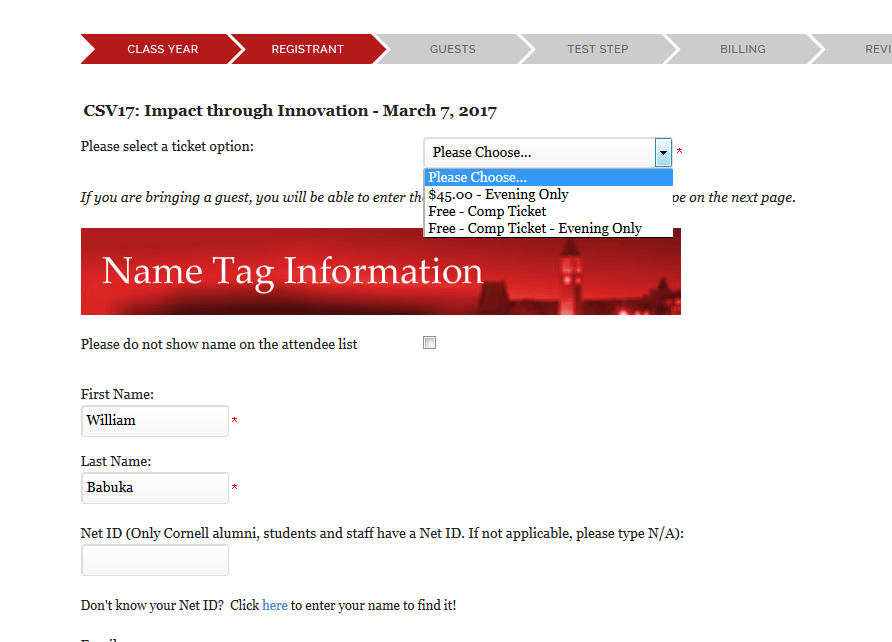 CLASS YEAR REGISTRANT GUESTS TEST STEP BILLING REVI
CSV17: Impact through Innovation - March 7, 2017
Please select a ticket option: Please Choose... *
Please Choose...
$45.00 - Evening Only
If you are bringing a guest, you will be able to enter th pe on the next page.
Free - Comp Ticket
Free - Comp Ticket - Evening Only
Name Tag Information
Please do not show name on the attendee list
First Name:
William *
Last Name:
Babuka *
Net ID (Only Cornell alumni, students and staff have a Net ID. If not applicable, please type N/A):
Don't know your Net ID? Click here to enter your name to find it!